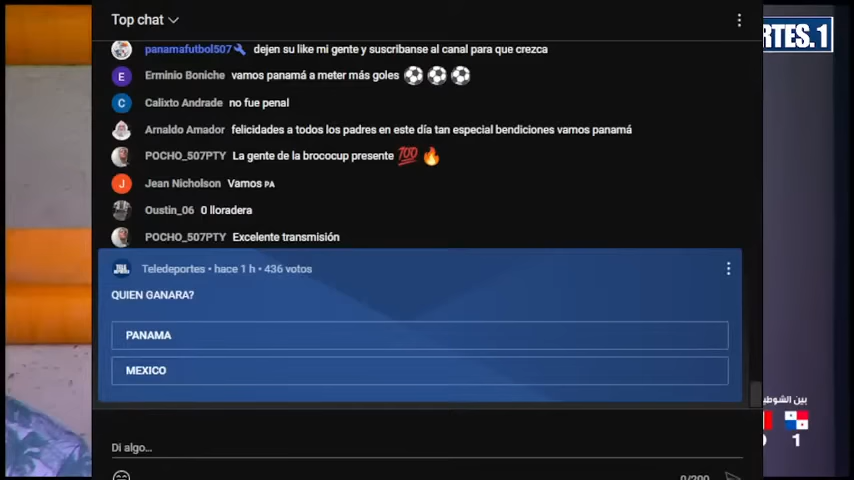 Top chat
RTES.1
panamafutbol507 dejen su like mi gente y suscribanse al canal para que crezca
E Erminio Boniche vamos panamá a meter más goles
C Calixto Andrade no fue penal
Arnaldo Amador felicidades a todos los padres en este día tan especial bendiciones vamos panamá
POCHO_507PTY La gente de la brococup presente 💯 🔥
J Jean Nicholson Vamos PA
Oustin_06 0 lloradera
POCHO_507PTY Excelente transmisión
Teledeportes • hace 1 h • 436 votos
QUIEN GANARA?
PANAMA
MEXICO
بين الشوطي
1
Di algo...
0/200